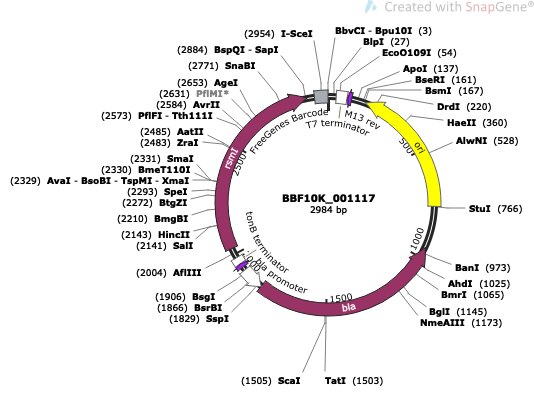 Created with SnapGene®
(2954) I-SceI
BbvCI - Bpu10I (3)
BlpI (27)
EcoO109I (54)
ApoI (137)
BseRI (161)
BsmI (167)
DrdI (220)
HaeII (360)
AlwNI (528)
StuI (766)
BanI (973)
AhdI (1025)
BmrI (1065)
BglI (1145)
NmeAIII (1173)
TatI (1503)
(1505) ScaI
(1829) SspI
(1866) BsrBI
(1906) BsgI
(2004) AflIII
(2141) SalI
(2143) HincII
(2210) BmgBI
(2272) BtgZI
(2293) SpeI
(2329) AvaI - BsoBI - TspMI - XmaI
(2330) BmeT110I
(2331) SmaI
(2483) ZraI
(2485) AatII
(2573) PflFI - Tth111I
(2584) AvrII
(2631) PflMI*
(2653) AgeI
(2771) SnaBI
(2884) BspQI - SapI
FreeGenes Barcode
T7 terminator
M13 rev
ori
500
1000
1500
2000
2500
rsmI
tonB terminator
bla promoter
bla
BBF10K_001117
2984 bp